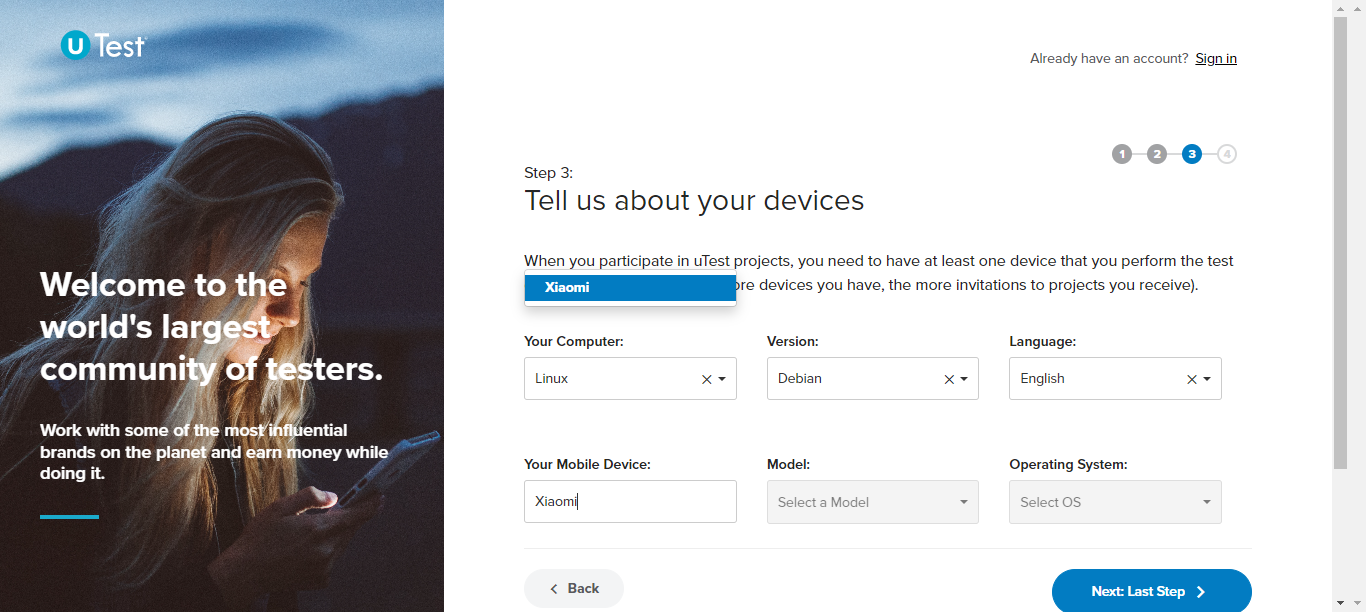 uTest
Already have an account? Sign in
1 2 3 4
Step 3:
Tell us about your devices
When you participate in uTest projects, you need to have at least one device that you perform the test
ore devices you have, the more invitations to projects you receive).
Xiaomi
Your Computer: Version: Language:
Linux Debian English
Your Mobile Device: Model: Operating System:
Xiaomi Select a Model Select OS
Back Next: Last Step
Welcome to the
world's largest
community of testers.
Work with some of the most influential
brands on the planet and earn money while
doing it.